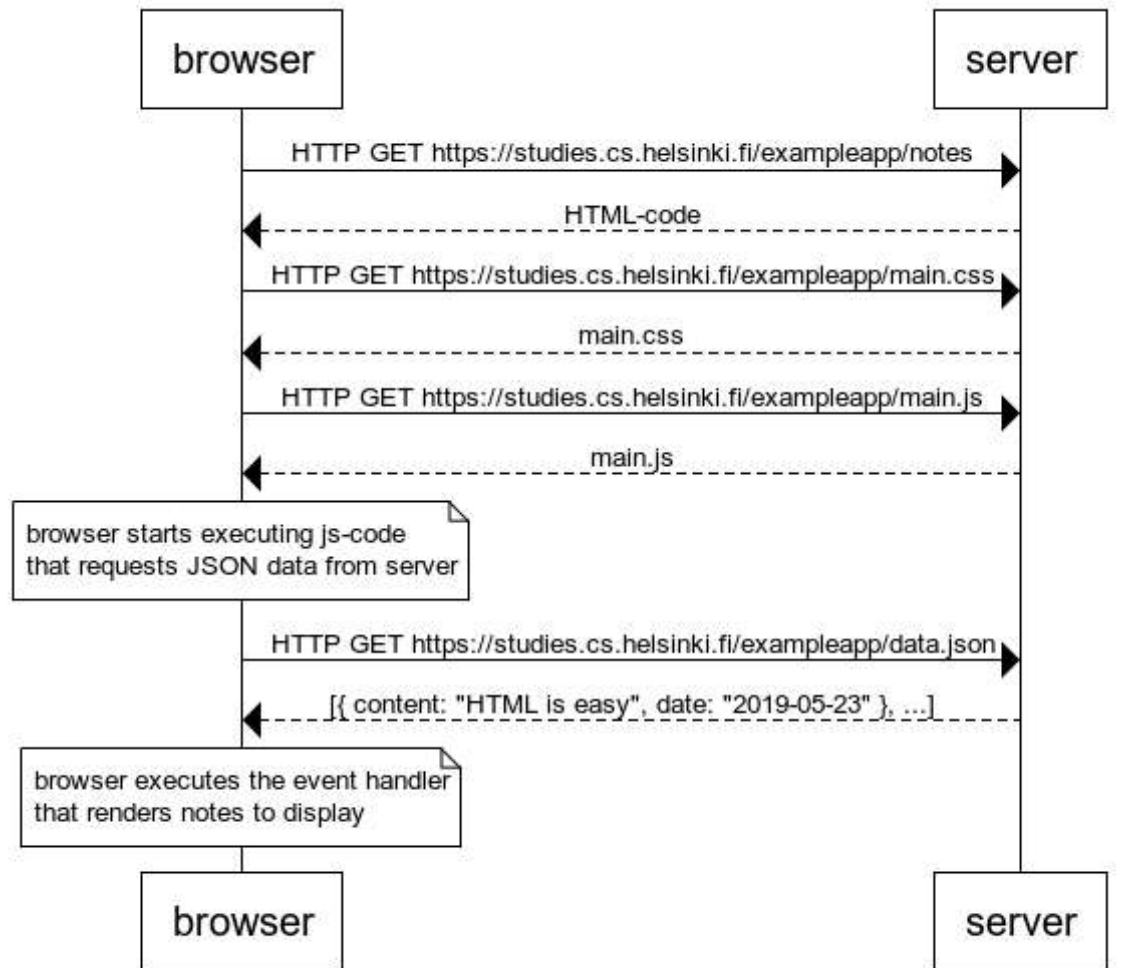 browser
server
HTTP GET https://studies.cs.helsinki.fi/exampleapp/notes
HTML-code
HTTP GET https://studies.cs.helsinki.fi/exampleapp/main.css
main.css
HTTP GET https://studies.cs.helsinki.fi/exampleapp/main.js
main.js
browser starts executing js-code
that requests JSON data from server
HTTP GET https://studies.cs.helsinki.fi/exampleapp/data.json
[{ content: "HTML is easy", date: "2019-05-23" }, ...]
browser executes the event handler
that renders notes to display
browser
server